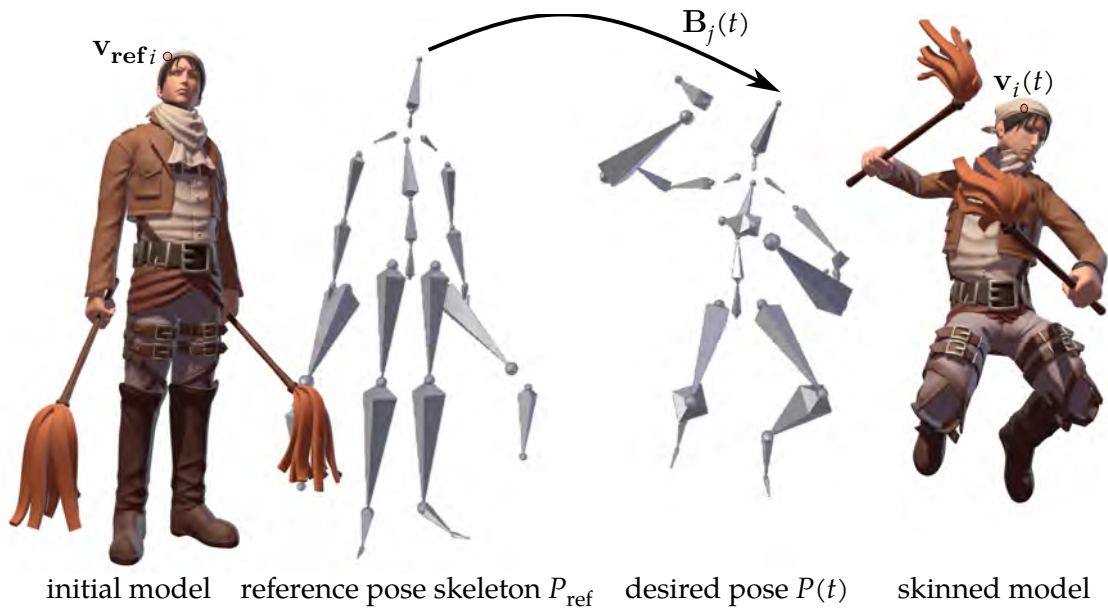 v_ref i
B_j(t)
v_i(t)
initial model
reference pose skeleton P_ref
desired pose P(t)
skinned model